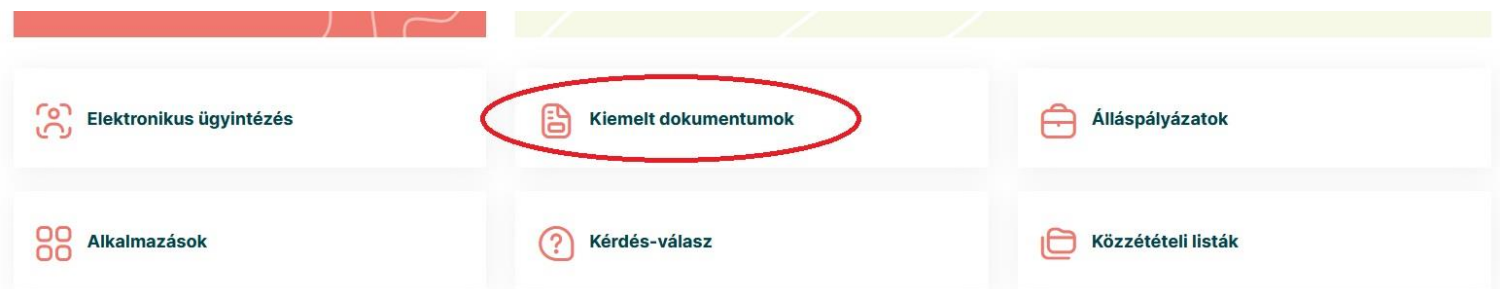 Elektronikus ügyintézés
Kiemelt dokumentumok
Álláspályázatok
Alkalmazások
Kérdés-válasz
Közzétételi listák